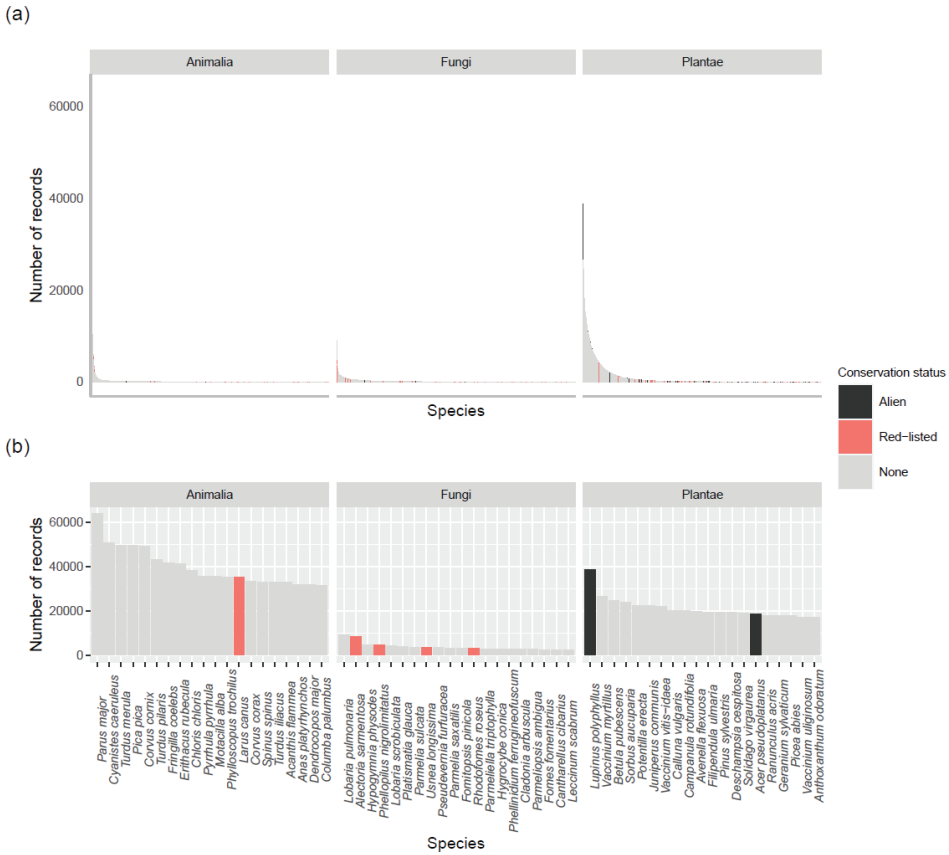 (a)
Animalia
Fungi
Plantae
60000
40000
20000
0
Number of records
Species
Conservation status
Alien
Red-listed
None
(b)
Animalia
Fungi
Plantae
60000
40000
20000
0
Number of records
Parus major
Cyanistes caeruleus
Turdus merula
Pica pica
Corvus cornix
Turdus pilaris
Fringilla coelebs
Erithacus rubecula
Chloris chloris
Pyrrhula pyrrhula
Motacilla alba
Phylloscopus trochilus
Larus canus
Corvus corax
Spinus spinus
Turdus iliacus
Acanthis flammea
Anas platyrhynchos
Dendrocopos major
Columba palumbus
Lobaria pulmonaria
Alectoria sarmentosa
Hypogymnia physodes
Phellopilus nigrolimitatus
Lobaria scrobiculata
Platismatia glauca
Parmelia sulcata
Usnea longissima
Pseudevernia furfuracea
Parmelia saxatilis
Fomitopsis pinicola
Rhodofomes roseus
Parmeliella triptophylla
Hygrocybe conica
Phellinidium ferrugineofuscum
Cladonia arbuscula
Parmeliopsis ambigua
Fomes fomentarius
Cantharellus cibarius
Leccinum scabrum
Lupinus polyphyllus
Vaccinium myrtillus
Betula pubescens
Sorbus aucuparia
Potentilla erecta
Juniperus communis
Vaccinium vitis-idaea
Calluna vulgaris
Campanula rotundifolia
Avenella flexuosa
Filipendula ulmaria
Pinus sylvestris
Deschampsia cespitosa
Solidago virgaurea
Acer pseudoplatanus
Ranunculus acris
Geranium sylvaticum
Picea abies
Vaccinium uliginosum
Anthoxanthum odoratum
Species